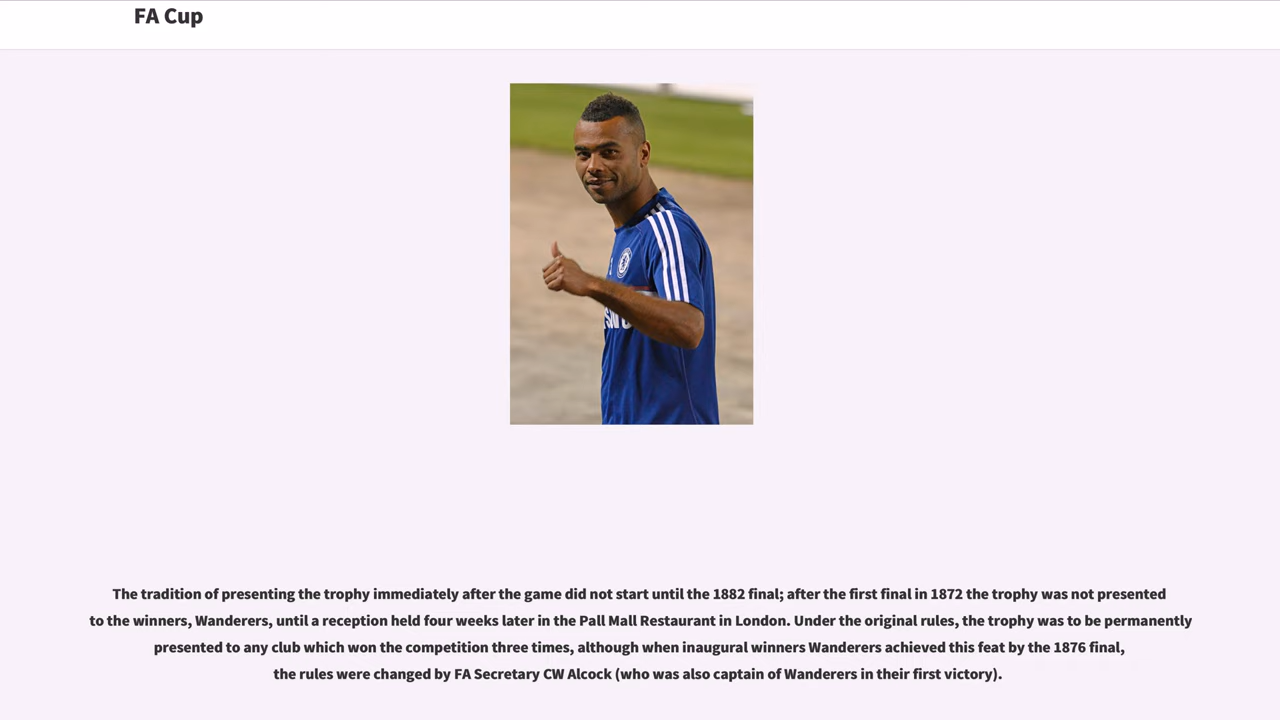 FA Cup
The tradition of presenting the trophy immediately after the game did not start until the 1882 final; after the first final in 1872 the trophy was not presented
to the winners, Wanderers, until a reception held four weeks later in the Pall Mall Restaurant in London. Under the original rules, the trophy was to be permanently
presented to any club which won the competition three times, although when inaugural winners Wanderers achieved this feat by the 1876 final,
the rules were changed by FA Secretary CW Alcock (who was also captain of Wanderers in their first victory).